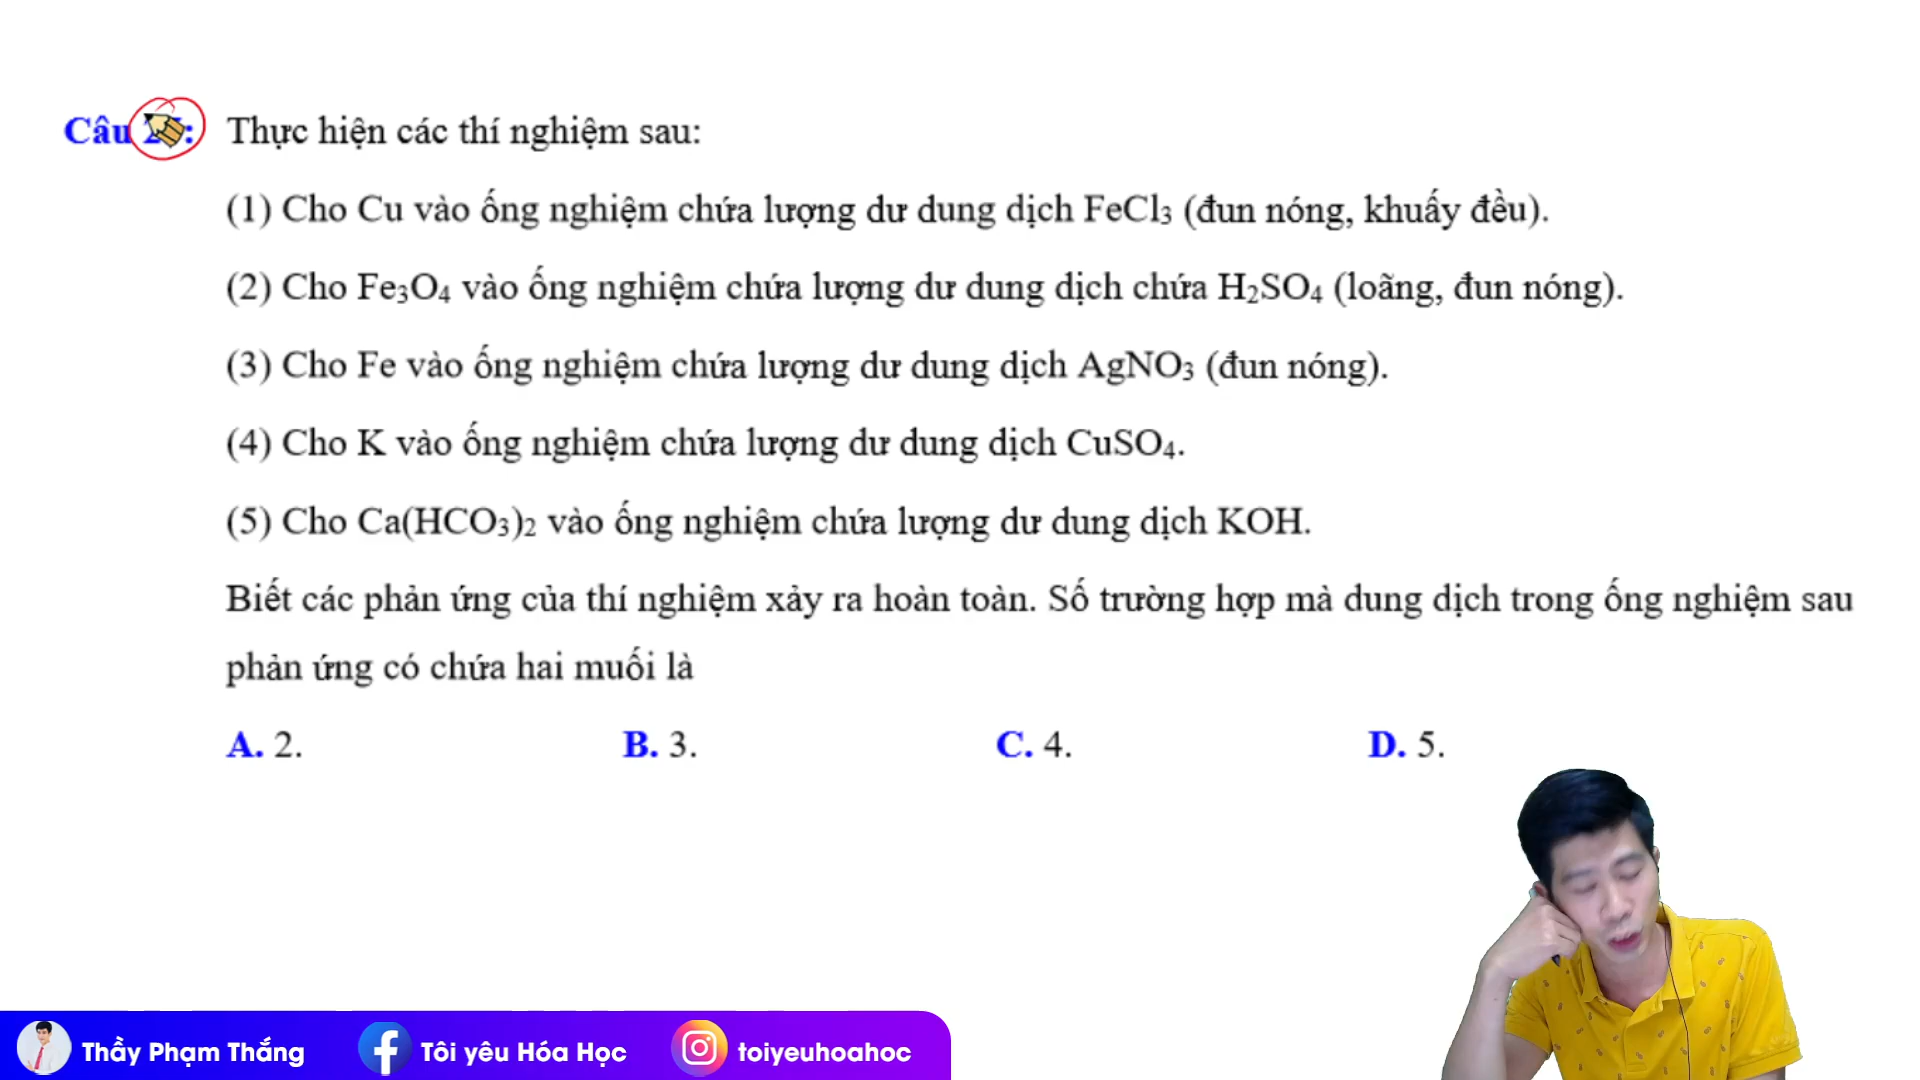 Câu
Thực hiện các thí nghiệm sau:
(1) Cho Cu vào ống nghiệm chứa lượng dư dung dịch FeCl₃ (đun nóng, khuấy đều).
(2) Cho Fe₃O₄ vào ống nghiệm chứa lượng dư dung dịch chứa H₂SO₄ (loãng, đun nóng).
(3) Cho Fe vào ống nghiệm chứa lượng dư dung dịch AgNO₃ (đun nóng).
(4) Cho K vào ống nghiệm chứa lượng dư dung dịch CuSO₄.
(5) Cho Ca(HCO₃)₂ vào ống nghiệm chứa lượng dư dung dịch KOH.
Biết các phản ứng của thí nghiệm xảy ra hoàn toàn. Số trường hợp mà dung dịch trong ống nghiệm sau
phản ứng có chứa hai muối là
A. 2. B. 3. C. 4. D. 5.
Thầy Phạm Thắng Tôi yêu Hóa Học toiyeuhoahoc